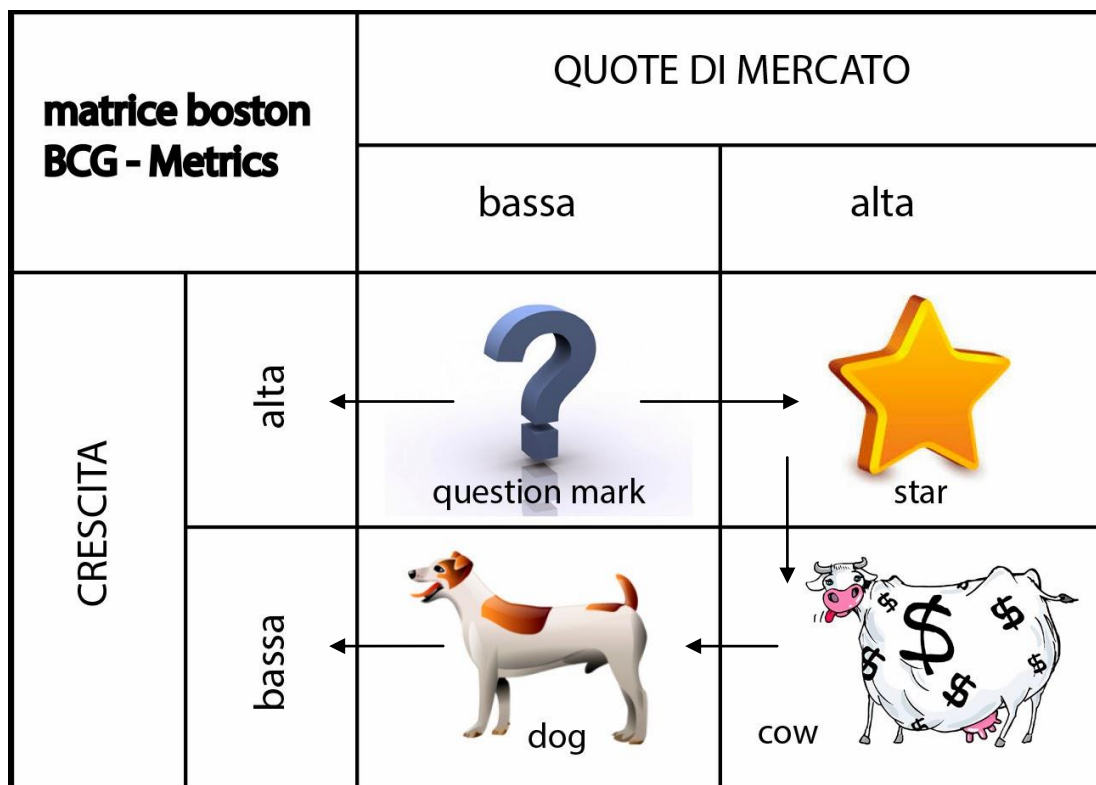 matrice boston
BCG - Metrics
QUOTE DI MERCATO
bassa
alta
CRESCITA
alta
question mark
star
bassa
dog
cow
$
$
$
$
$
$
$